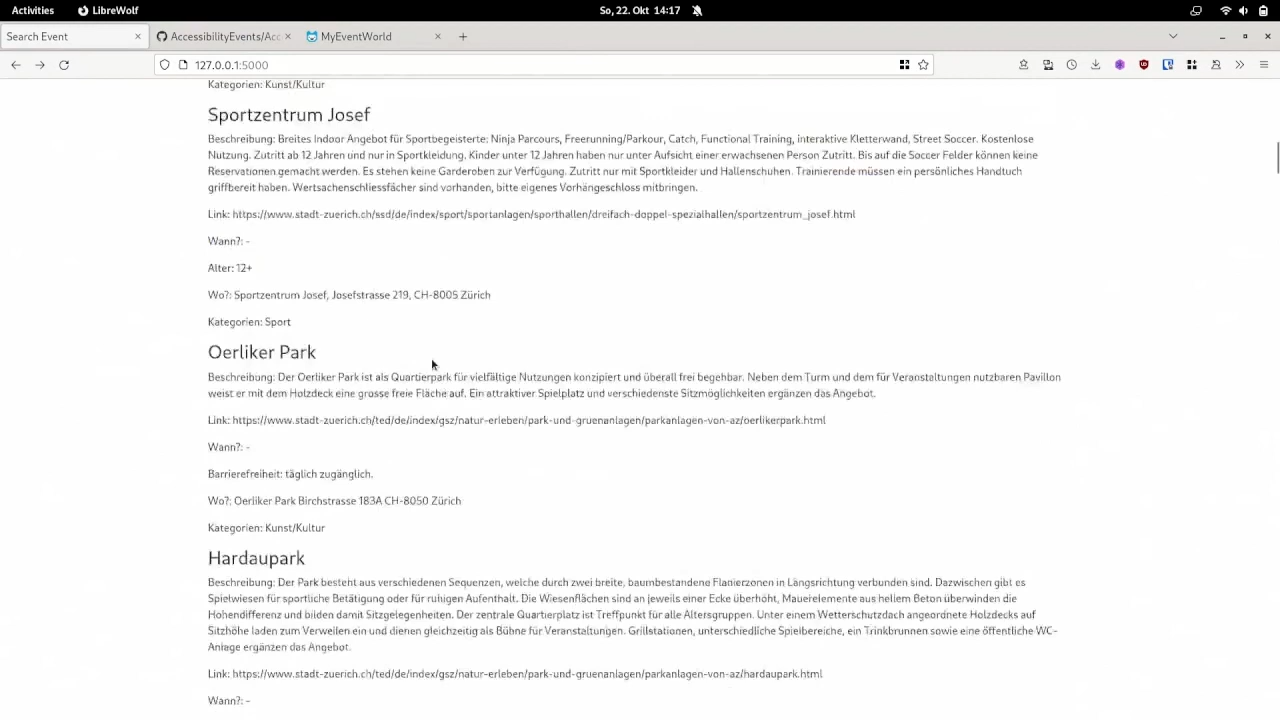 Activities LibreWolf So, 22. Okt 14:17
Search Event × AccessibilityEvents/Acc × MyEventWorld × +
127.0.0.1:5000
Kategorien: Kunst/Kultur
Sportzentrum Josef
Beschreibung: Breites Indoor Angebot für Sportbegeisterte: Ninja Parcours, Freerunning/Parkour, Catch, Functional Training, interaktive Kletterwand, Street Soccer. Kostenlose
Nutzung. Zutritt ab 12 Jahren und nur in Sportkleidung. Kinder unter 12 Jahren haben nur unter Aufsicht einer erwachsenen Person Zutritt. Bis auf die Soccer Felder können keine
Reservationen gemacht werden. Es stehen keine Garderoben zur Verfügung. Zutritt nur mit Sportkleider und Hallenschuhen. Trainierende müssen ein persönliches Handtuch
griffbereit haben. Wertsachenschliessfächer sind vorhanden, bitte eigenes Vorhängeschloss mitbringen.
Link: https://www.stadt-zuerich.ch/ssd/de/index/sport/sportanlagen/sporthallen/dreifach-doppel-spezialhallen/sportzentrum_josef.html
Wann?: -
Alter: 12+
Wo?: Sportzentrum Josef, Josefstrasse 219, CH-8005 Zürich
Kategorien: Sport
Oerliker Park
Beschreibung: Der Oerliker Park ist als Quartierpark für vielfältige Nutzungen konzipiert und überall frei begehbar. Neben dem Turm und dem für Veranstaltungen nutzbaren Pavillon
weist er mit dem Holzdeck eine grosse freie Fläche auf. Ein attraktiver Spielplatz und verschiedenste Sitzmöglichkeiten ergänzen das Angebot.
Link: https://www.stadt-zuerich.ch/ted/de/index/gsz/natur-erleben/park-und-gruenanlagen/parkanlagen-von-az/oerlikerpark.html
Wann?: -
Barrierefreiheit: täglich zugänglich.
Wo?: Oerliker Park Birchstrasse 183A CH-8050 Zürich
Kategorien: Kunst/Kultur
Hardaupark
Beschreibung: Der Park besteht aus verschiedenen Sequenzen, welche durch zwei breite, baumbestandene Flanierzonen in Längsrichtung verbunden sind. Dazwischen gibt es
Spielwiesen für sportliche Betätigung oder für ruhigen Aufenthalt. Die Wiesenflächen sind an jeweils einer Ecke überhöht, Mauerelemente aus hellem Beton überwinden die
Höhendifferenz und bilden damit Sitzgelegenheiten. Der zentrale Quartierplatz ist Treffpunkt für alle Altersgruppen. Unter einem Wetterschutzdach angeordnete Holzdecks auf
Sitzhöhe laden zum Verweilen ein und dienen gleichzeitig als Bühne für Veranstaltungen. Grillstationen, unterschiedliche Spielbereiche, ein Trinkbrunnen sowie eine öffentliche WC-
Anlage ergänzen das Angebot.
Link: https://www.stadt-zuerich.ch/ted/de/index/gsz/natur-erleben/park-und-gruenanlagen/parkanlagen-von-az/hardaupark.html
Wann?: -